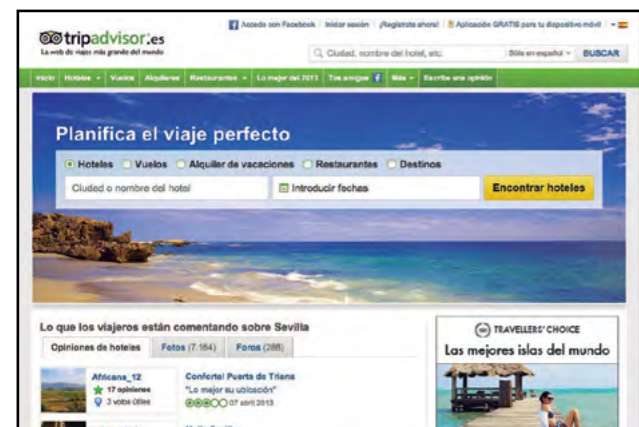 Acceda con Facebook Iniciar sesión ¡Regístrate ahora! Aplicación GRATIS para tu dispositivo móvil
tripadvisor.es
La web de viajes más grande del mundo
Ciudad, nombre del hotel, etc. Sólo en español BUSCAR
Inicio Hoteles Vuelos Alquileres Restaurantes Lo mejor del 2013 Tus amigos Más Escribe una opinión
Planifica el viaje perfecto
Hoteles Vuelos Alquiler de vacaciones Restaurantes Destinos
Ciudad o nombre del hotel Introducir fechas Encontrar hoteles
Lo que los viajeros están comentando sobre Sevilla
Opiniones de hoteles Fotos (7.164) Foros (288)
Africana_12
17 opiniones
3 votos útiles
Confortel Puerta de Triana
"Lo mejor su ubicación"
07 abril 2013
TRAVELLERS' CHOICE
Las mejores islas del mundo